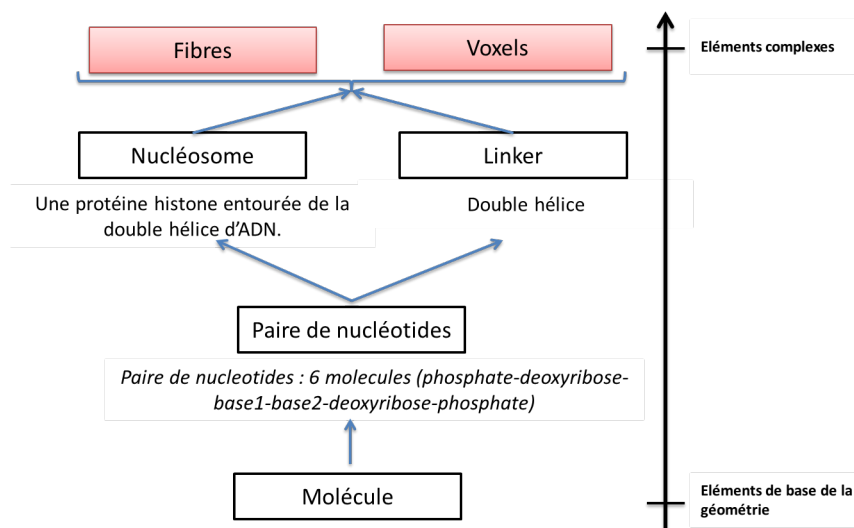 Fibres
Voxels
Eléments complexes
Nucléosome
Linker
Une protéine histone entourée de la
double hélice d'ADN.
Double hélice
Paire de nucléotides
Paire de nucleotides : 6 molecules (phosphate-deoxyribose-
base1-base2-deoxyribose-phosphate)
Molécule
Eléments de base de la
géométrie